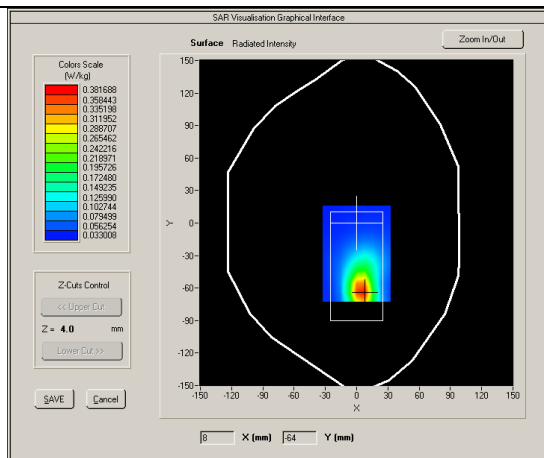 SAR Visualisation Graphical Interface
Surface Radiated Intensity
Zoom In/Out
Colors Scale
(W/kg)
0.381688
0.358443
0.335198
0.311952
0.288707
0.265462
0.242216
0.218971
0.195726
0.172480
0.149235
0.125990
0.102744
0.079499
0.056254
0.033008
Z-Cuts Control
<< Upper Cut
Z = 4.0 mm
Lower Cut >>
SAVE
Cancel
150
120
90
60
30
0
-30
-60
-90
-120
-150
Y
-150 -120 -90 -60 -30 0 30 60 90 120 150
X
8 X (mm) -64 Y (mm)